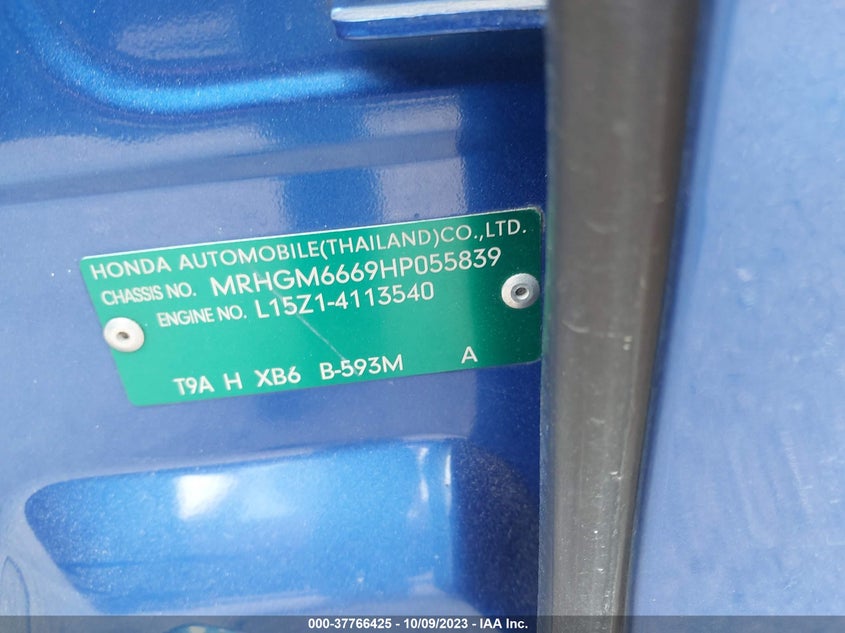 HONDA AUTOMOBILE(THAILAND)CO.,LTD.
CHASSIS NO. MRHGM6669HP055839
ENGINE NO. L15Z1-4113540
T9A H XB6 B-593M A
000-37766425 - 10/09/2023 - IAA Inc.